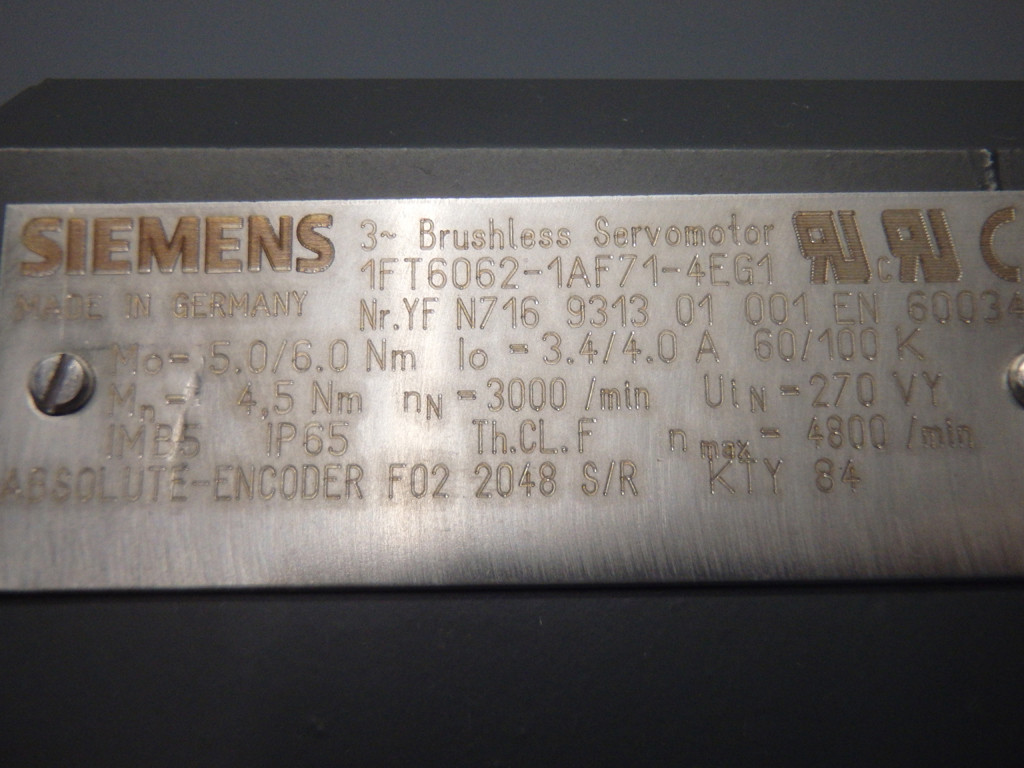 SIEMENS 3~ Brushless Servomotor
1FT6062-1AF71-4EG1
MADE IN GERMANY Nr.YF N716 9313 01 001 EN 60034
Mo= 5.0/6.0 Nm Io = 3.4/4.0 A 60/100 K
Mn= 4,5 Nm nN =3000 /min UiN =270 VY
IMB5 IP65 Th.CL.F nmax= 4800 /min
ABSOLUTE-ENCODER F02 2048 S/R KTY 84